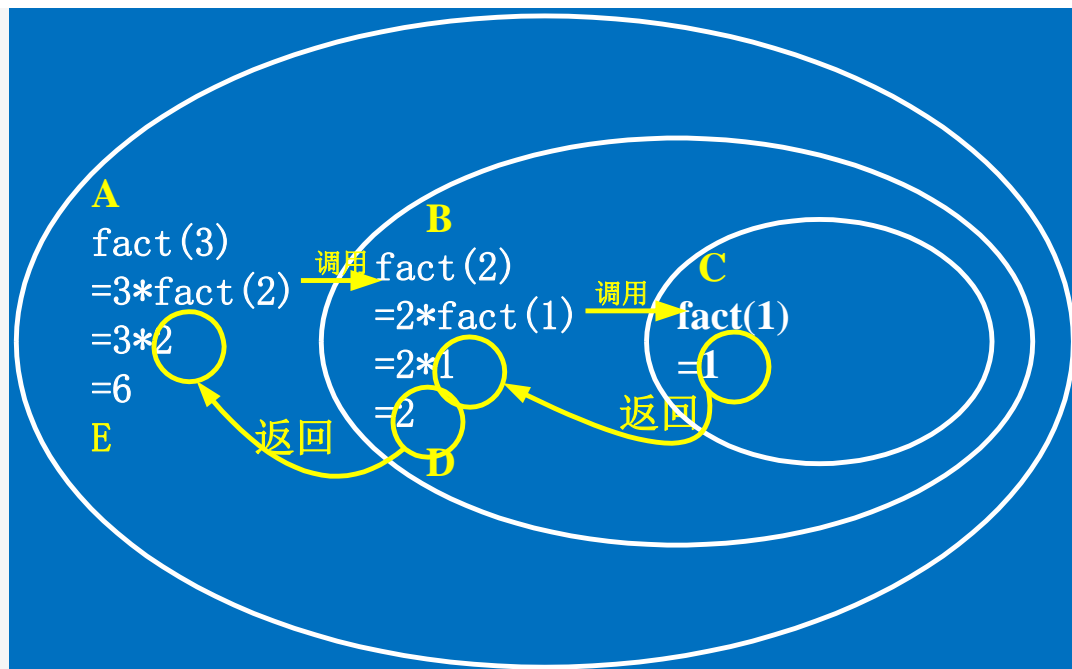 A
fact(3)
=3*fact(2)
=3*2
=6
E
调用
返回
B
fact(2)
=2*fact(1)
=2*1
=2
D
调用
返回
C
fact(1)
=1